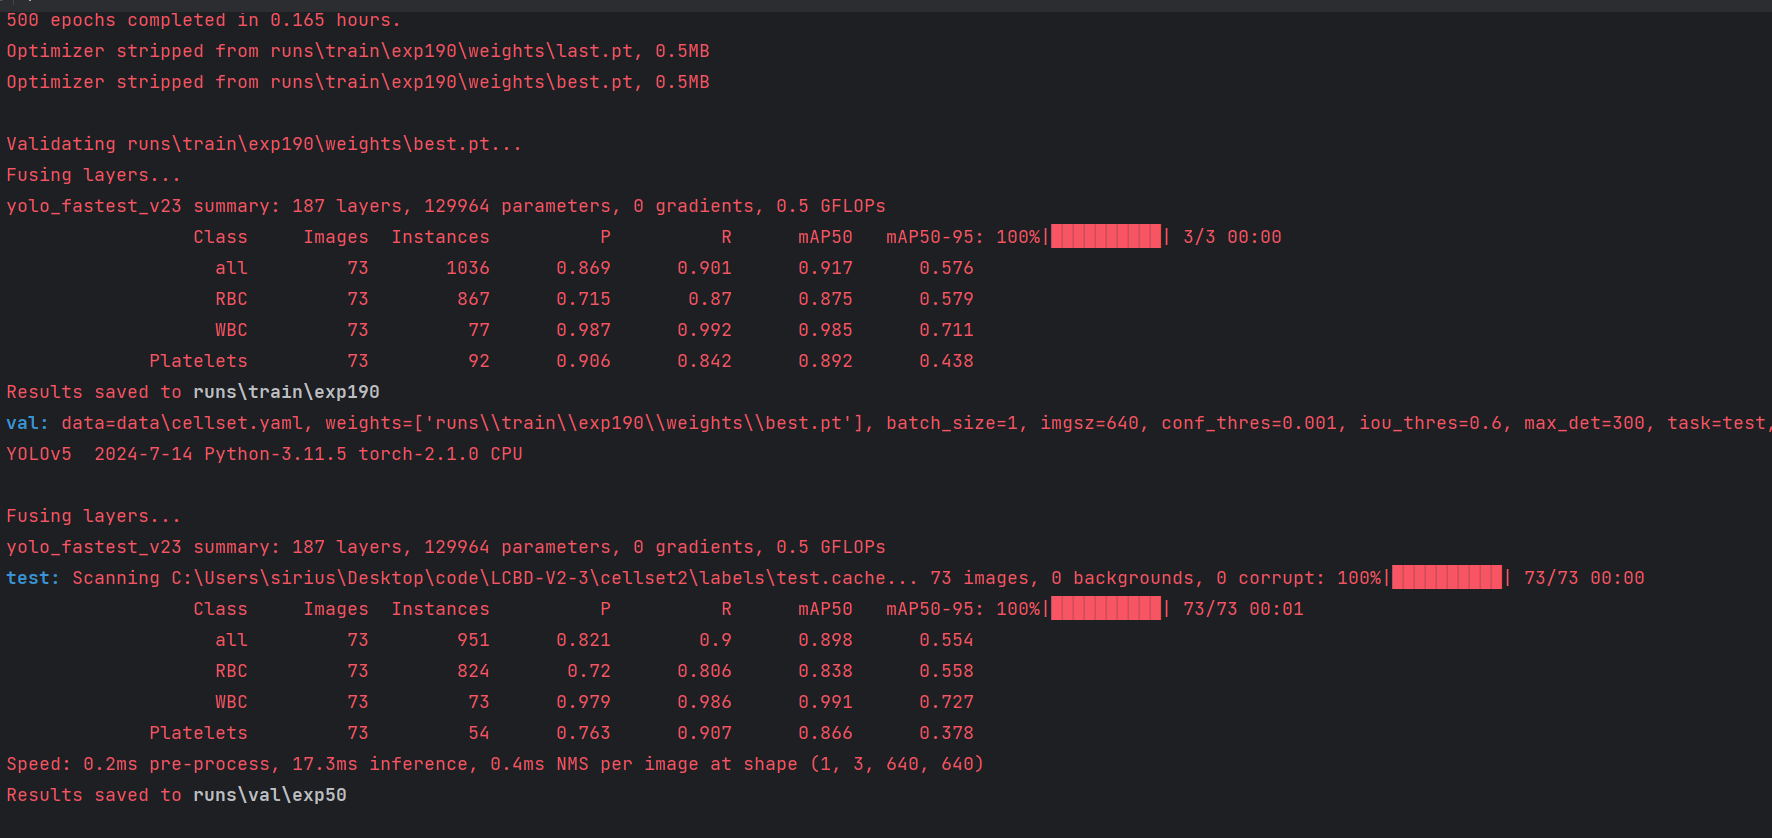 500 epochs completed in 0.165 hours.
Optimizer stripped from runs\train\exp190\weights\last.pt, 0.5MB
Optimizer stripped from runs\train\exp190\weights\best.pt, 0.5MB
Validating runs\train\exp190\weights\best.pt...
Fusing layers...
yolo_fastest_v23 summary: 187 layers, 129964 parameters, 0 gradients, 0.5 GFLOPs
Class Images Instances P R mAP50 mAP50-95: 100%|██████████| 3/3 00:00
all 73 1036 0.869 0.901 0.917 0.576
RBC 73 867 0.715 0.87 0.875 0.579
WBC 73 77 0.987 0.992 0.985 0.711
Platelets 73 92 0.906 0.842 0.892 0.438
Results saved to runs\train\exp190
val: data=data\cellset.yaml, weights=['runs\\train\\exp190\\weights\\best.pt'], batch_size=1, imgsz=640, conf_thres=0.001, iou_thres=0.6, max_det=300, task=test,
YOLOv5 2024-7-14 Python-3.11.5 torch-2.1.0 CPU
Fusing layers...
yolo_fastest_v23 summary: 187 layers, 129964 parameters, 0 gradients, 0.5 GFLOPs
test: Scanning C:\Users\sirius\Desktop\code\LCBD-V2-3\cellset2\labels\test.cache... 73 images, 0 backgrounds, 0 corrupt: 100%|██████████| 73/73 00:00
Class Images Instances P R mAP50 mAP50-95: 100%|██████████| 73/73 00:01
all 73 951 0.821 0.9 0.898 0.554
RBC 73 824 0.72 0.806 0.838 0.558
WBC 73 73 0.979 0.986 0.991 0.727
Platelets 73 54 0.763 0.907 0.866 0.378
Speed: 0.2ms pre-process, 17.3ms inference, 0.4ms NMS per image at shape (1, 3, 640, 640)
Results saved to runs\val\exp50